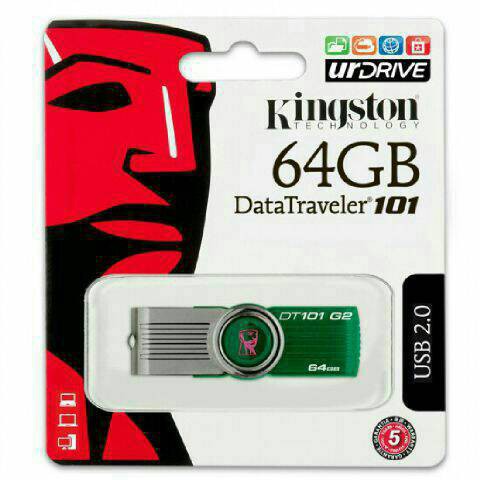 urDRIVE
Kingston
TECHNOLOGY
64GB
DataTraveler® 101
DT101 G2
64GB
USB 2.0
5